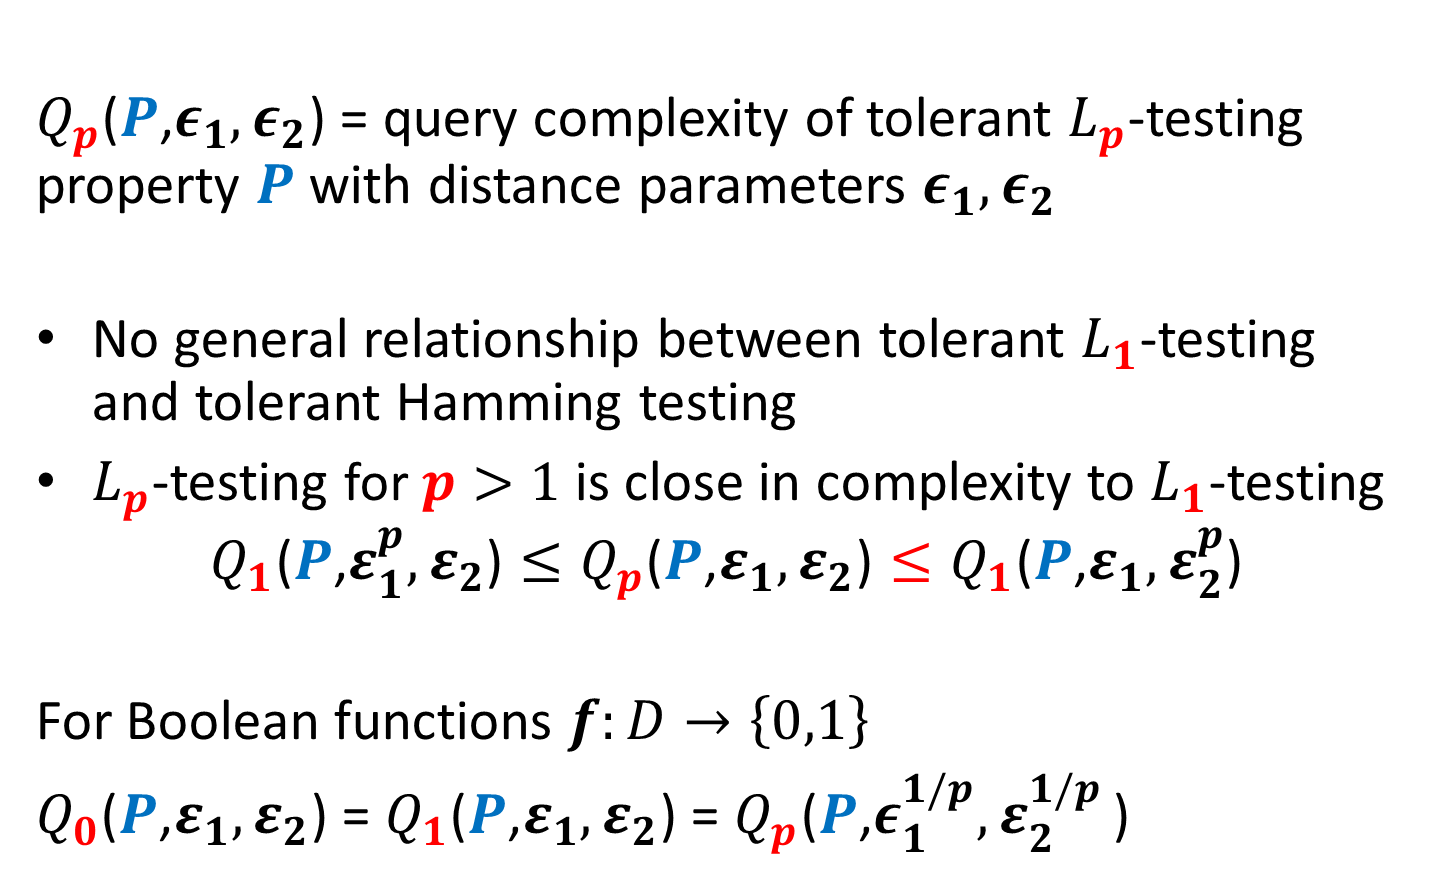 Q_p(P,ϵ_1, ϵ_2) = query complexity of tolerant L_p-testing
property P with distance parameters ϵ_1, ϵ_2
• No general relationship between tolerant L_1-testing
and tolerant Hamming testing
• L_p-testing for p > 1 is close in complexity to L_1-testing
Q_1(P,ε_1^p, ε_2) ≤ Q_p(P,ε_1, ε_2) ≤ Q_1(P,ε_1, ε_2^p)
For Boolean functions f: D → {0,1}
Q_0(P,ε_1, ε_2) = Q_1(P,ε_1, ε_2) = Q_p(P,ϵ_1^{1/p}, ε_2^{1/p})